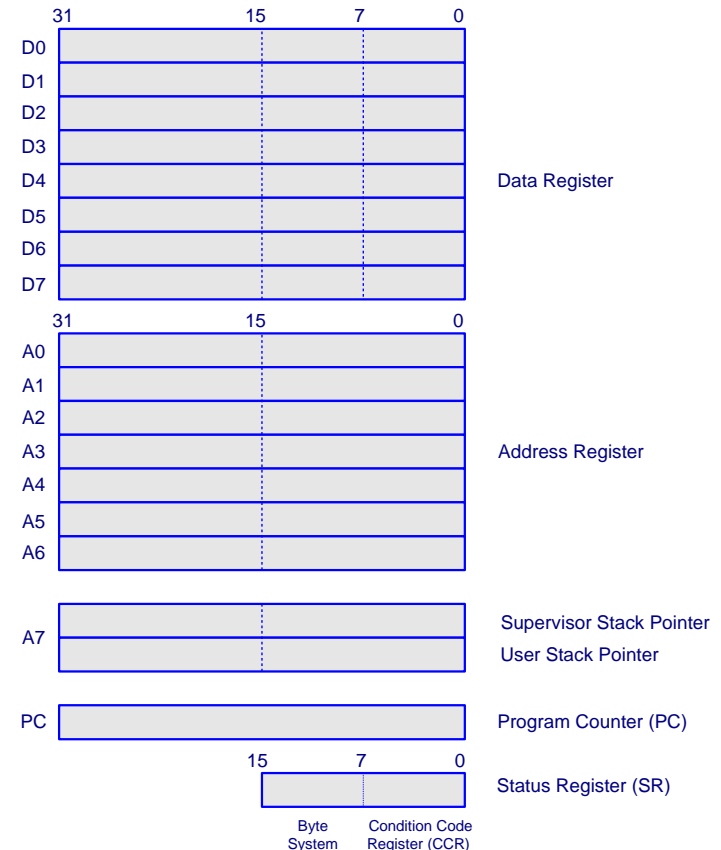 31 15 7 0
D0
D1
D2
D3
D4 Data Register
D5
D6
D7
31 15 0
A0
A1
A2
A3 Address Register
A4
A5
A6
Supervisor Stack Pointer
A7
User Stack Pointer
PC Program Counter (PC)
15 7 0
Status Register (SR)
Byte Condition Code
System Register (CCR)